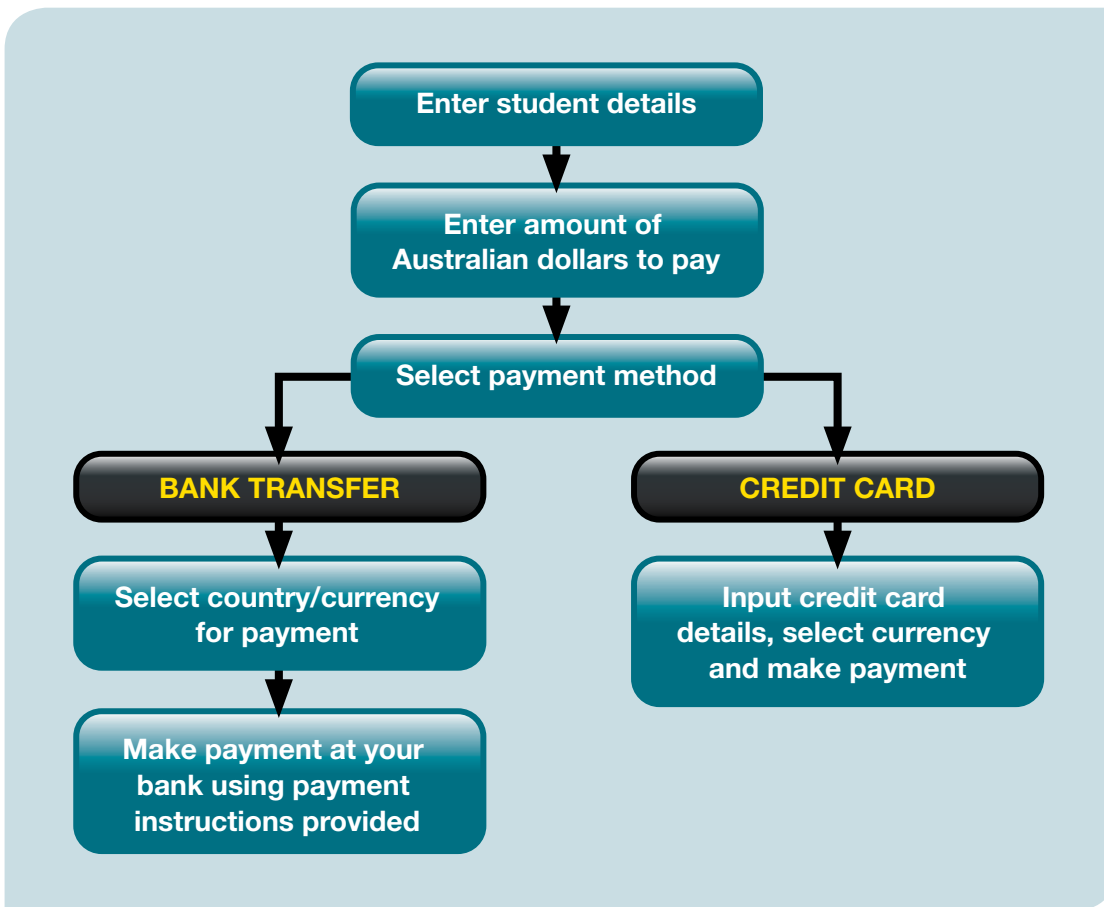 Enter student details
Enter amount of
Australian dollars to pay
Select payment method
BANK TRANSFER
CREDIT CARD
Select country/currency
for payment
Input credit card
details, select currency
and make payment
Make payment at your
bank using payment
instructions provided